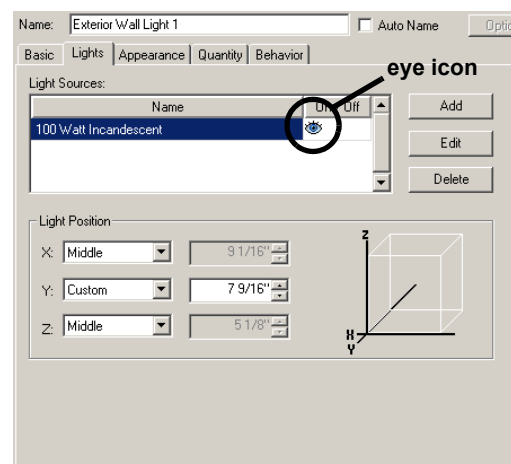 Name: Exterior Wall Light 1 Auto Name Optic
Basic Lights Appearance Quantity Behavior
eye icon
Light Sources:
Name On/Off Add
100 Watt Incandescent
Edit
Delete
Light Position
X: Middle 9 1/16"
Y: Custom 7 9/16"
Z: Middle 5 1/8"
Z
X
Y